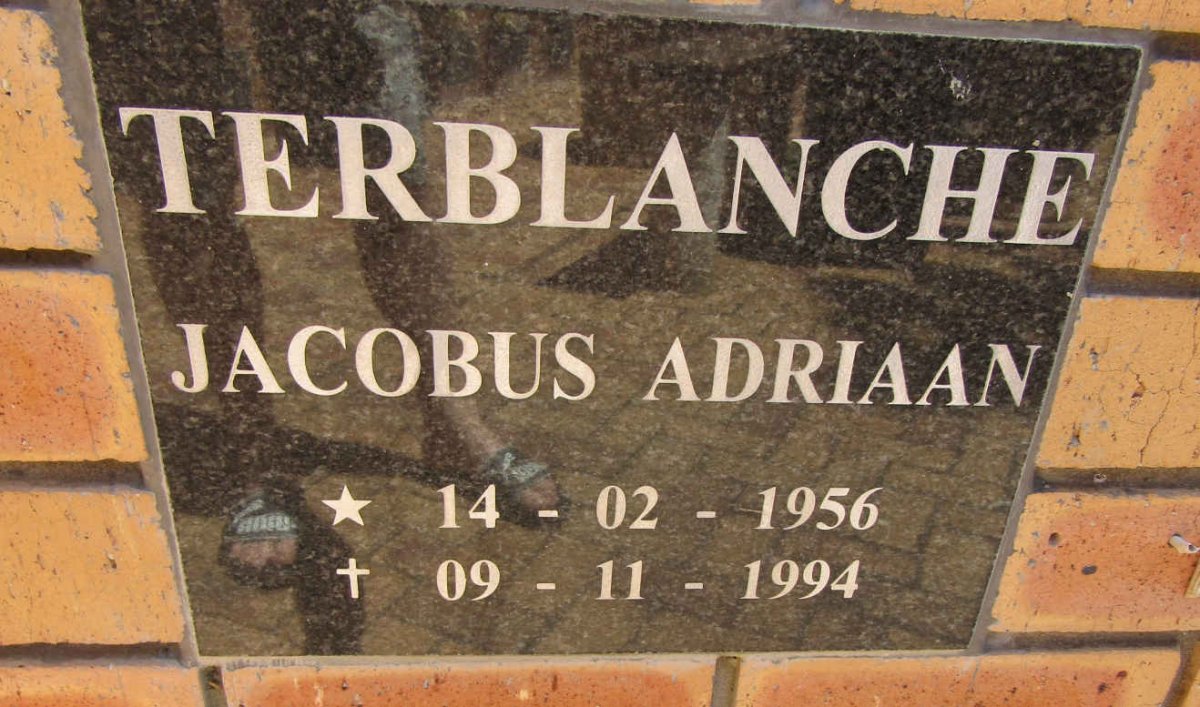 TERBLANCHE
JACOBUS ADRIAAN
★ 14 - 02 - 1956
✝ 09 - 11 - 1994